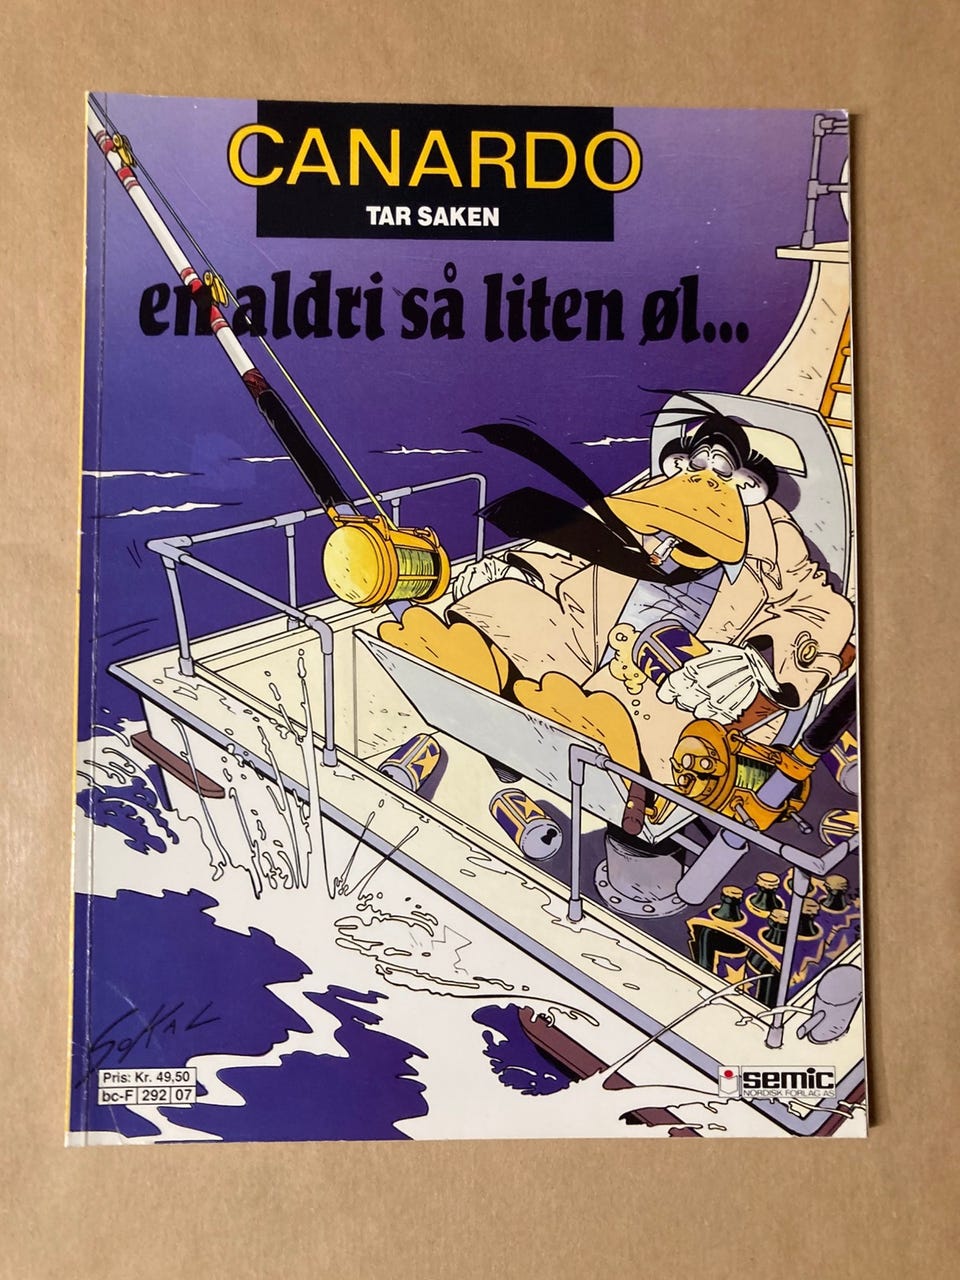 CANARDO
TAR SAKEN
en aldri så liten øl...
SOKAL
Pris: Kr. 49,50
bc-F 292 07
semic
NORDISK FORLAG AS